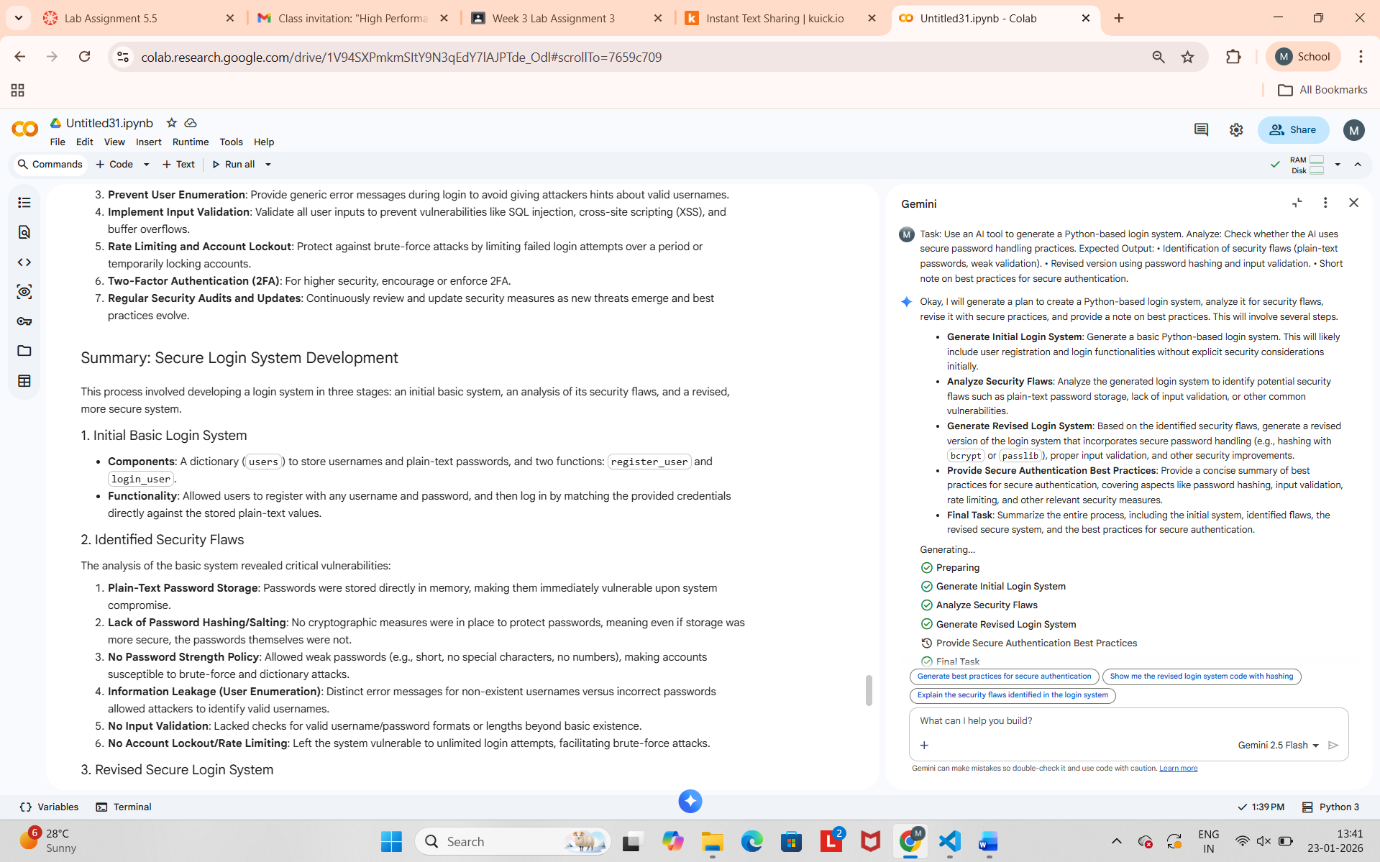 Lab Assignment 5.5
Class invitation: "High Performa
Week 3 Lab Assignment 3
Instant Text Sharing | kuick.io
Untitled31.ipynb - Colab
colab.research.google.com/drive/1V94SXPmkmSItY9N3qEdY7lAJPTde_Odl#scrollTo=7659c709
M School
All Bookmarks
Untitled31.ipynb
File Edit View Insert Runtime Tools Help
Share
M
Commands + Code + Text Run all
RAM
Disk
3. Prevent User Enumeration: Provide generic error messages during login to avoid giving attackers hints about valid usernames.
4. Implement Input Validation: Validate all user inputs to prevent vulnerabilities like SQL injection, cross-site scripting (XSS), and
buffer overflows.
5. Rate Limiting and Account Lockout: Protect against brute-force attacks by limiting failed login attempts over a period or
temporarily locking accounts.
6. Two-Factor Authentication (2FA): For higher security, encourage or enforce 2FA.
7. Regular Security Audits and Updates: Continuously review and update security measures as new threats emerge and best
practices evolve.
Summary: Secure Login System Development
This process involved developing a login system in three stages: an initial basic system, an analysis of its security flaws, and a revised,
more secure system.
1. Initial Basic Login System
• Components: A dictionary (users) to store usernames and plain-text passwords, and two functions: register_user and
login_user.
• Functionality: Allowed users to register with any username and password, and then log in by matching the provided credentials
directly against the stored plain-text values.
2. Identified Security Flaws
The analysis of the basic system revealed critical vulnerabilities:
1. Plain-Text Password Storage: Passwords were stored directly in memory, making them immediately vulnerable upon system
compromise.
2. Lack of Password Hashing/Salting: No cryptographic measures were in place to protect passwords, meaning even if storage was
more secure, the passwords themselves were not.
3. No Password Strength Policy: Allowed weak passwords (e.g., short, no special characters, no numbers), making accounts
susceptible to brute-force and dictionary attacks.
4. Information Leakage (User Enumeration): Distinct error messages for non-existent usernames versus incorrect passwords
allowed attackers to identify valid usernames.
5. No Input Validation: Lacked checks for valid username/password formats or lengths beyond basic existence.
6. No Account Lockout/Rate Limiting: Left the system vulnerable to unlimited login attempts, facilitating brute-force attacks.
3. Revised Secure Login System
Gemini
M
Task: Use an AI tool to generate a Python-based login system. Analyze: Check whether the AI uses
secure password handling practices. Expected Output: • Identification of security flaws (plain-text
passwords, weak validation). • Revised version using password hashing and input validation. • Short
note on best practices for secure authentication.
Okay, I will generate a plan to create a Python-based login system, analyze it for security flaws,
revise it with secure practices, and provide a note on best practices. This will involve several steps.
• Generate Initial Login System: Generate a basic Python-based login system. This will likely
include user registration and login functionalities without explicit security considerations
initially.
• Analyze Security Flaws: Analyze the generated login system to identify potential security
flaws such as plain-text password storage, lack of input validation, or other common
vulnerabilities.
• Generate Revised Login System: Based on the identified security flaws, generate a revised
version of the login system that incorporates secure password handling (e.g., hashing with
bcrypt or passlib), proper input validation, and other security improvements.
• Provide Secure Authentication Best Practices: Provide a concise summary of best
practices for secure authentication, covering aspects like password hashing, input validation,
rate limiting, and other relevant security measures.
• Final Task: Summarize the entire process, including the initial system, identified flaws, the
revised secure system, and the best practices for secure authentication.
Generating...
Preparing
Generate Initial Login System
Analyze Security Flaws
Generate Revised Login System
Provide Secure Authentication Best Practices
Final Task
Generate best practices for secure authentication
Show me the revised login system code with hashing
Explain the security flaws identified in the login system
What can I help you build?
Gemini 2.5 Flash
Gemini can make mistakes so double-check it and use code with caution. Learn more
Variables Terminal
1:39 PM Python 3
6
28°C
Sunny
Search
L
2
M
W
ENG
IN
13:41
23-01-2026